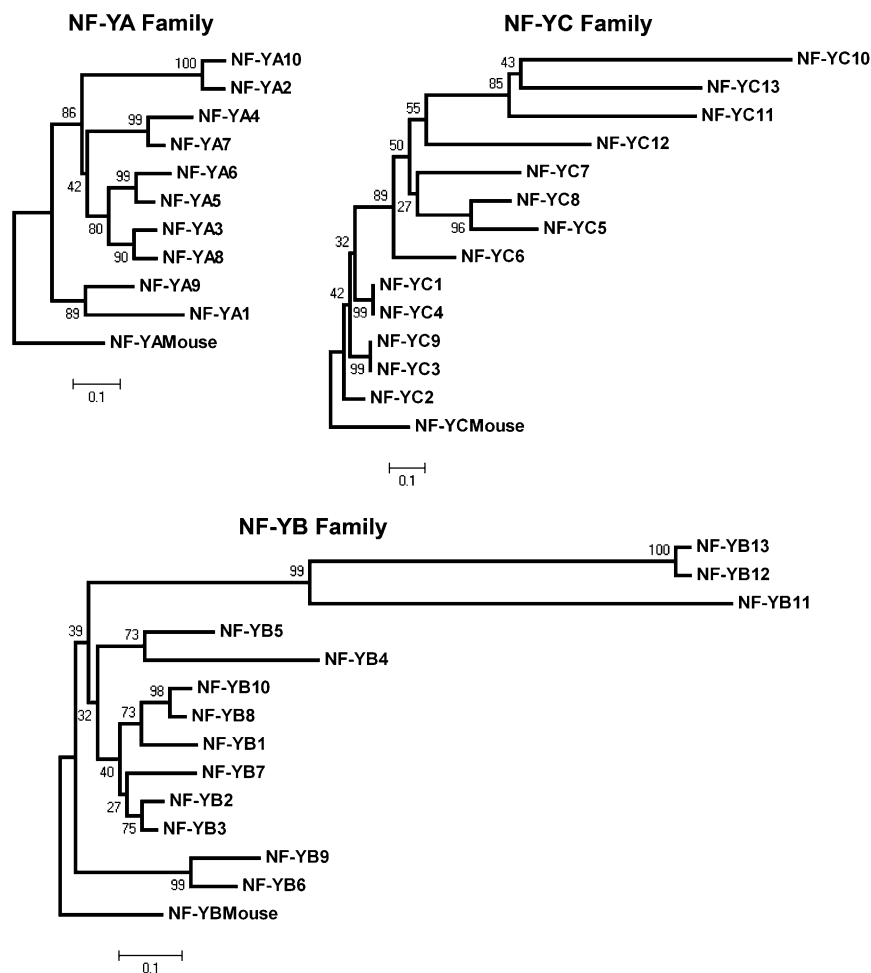 NF-YA Family
100
NF-YA10
NF-YA2
86
99
NF-YA4
NF-YA7
42
99
NF-YA6
NF-YA5
80
NF-YA3
90
NF-YA8
NF-YA9
89
NF-YA1
NF-YAMouse
0.1
NF-YC Family
43
NF-YC10
85
NF-YC13
55
NF-YC11
50
NF-YC12
NF-YC7
89
27
NF-YC8
96
NF-YC5
32
NF-YC6
42
NF-YC1
99
NF-YC4
NF-YC9
99
NF-YC3
NF-YC2
NF-YCMouse
0.1
NF-YB Family
100
NF-YB13
99
NF-YB12
NF-YB11
39
73
NF-YB5
NF-YB4
98
NF-YB10
32
73
NF-YB8
NF-YB1
40
NF-YB7
27
NF-YB2
75
NF-YB3
NF-YB9
99
NF-YB6
NF-YBMouse
0.1